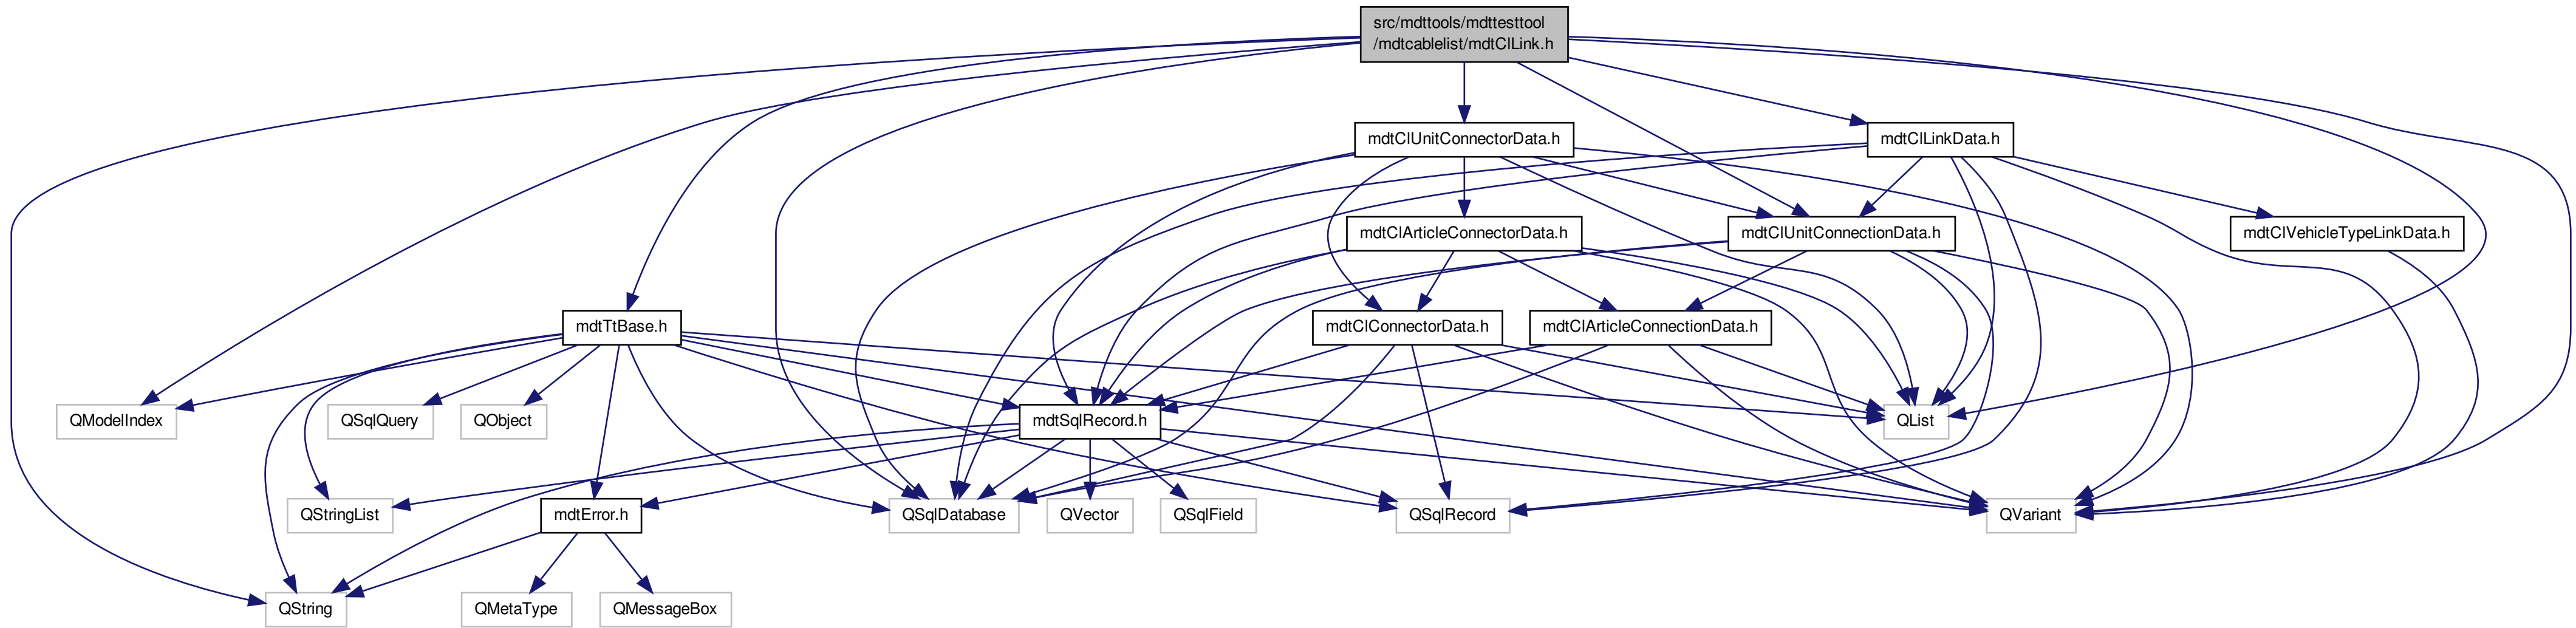 src/mdttools/mdttesttool
/mdtcablelist/mdtClLink.h
mdtClUnitConnectorData.h
mdtClLinkData.h
mdtClArticleConnectorData.h
mdtClUnitConnectionData.h
mdtClVehicleTypeLinkData.h
mdtTtBase.h
mdtClConnectorData.h
mdtClArticleConnectionData.h
QModelIndex
QSqlQuery
QObject
mdtSqlRecord.h
QList
QStringList
mdtError.h
QSqlDatabase
QVector
QSqlField
QSqlRecord
QVariant
QString
QMetaType
QMessageBox